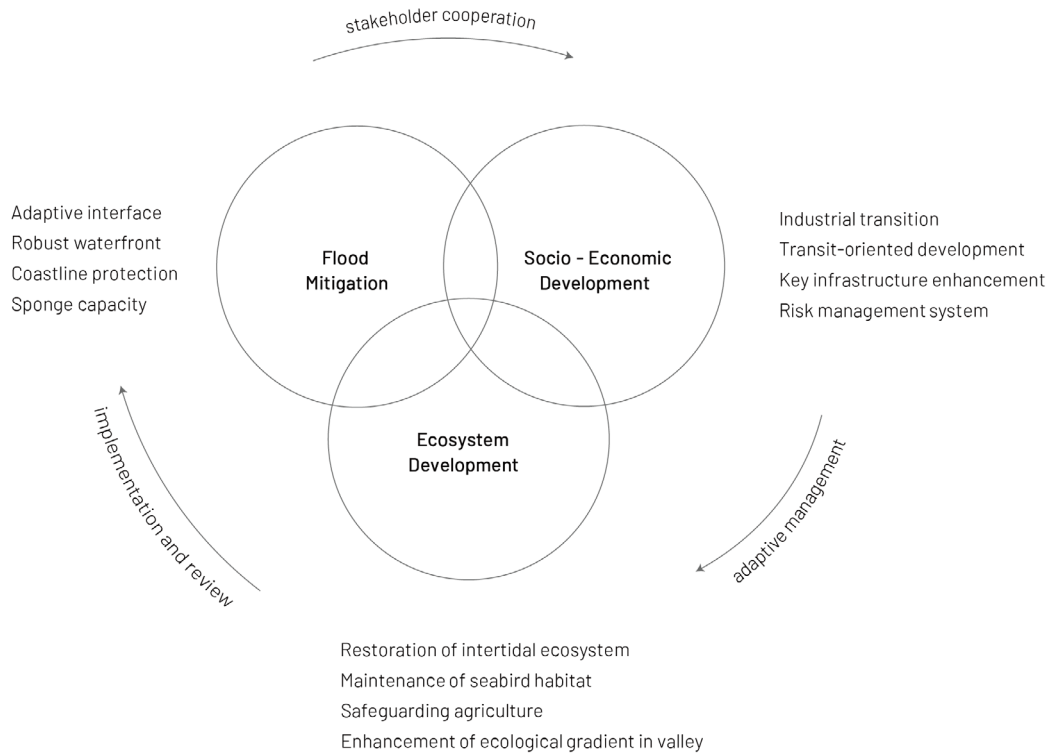 stakeholder cooperation
Adaptive interface
Robust waterfront
Coastline protection
Sponge capacity
Flood
Mitigation
Socio - Economic
Development
Industrial transition
Transit-oriented development
Key infrastructure enhancement
Risk management system
Ecosystem
Development
implementation and review
adaptive management
Restoration of intertidal ecosystem
Maintenance of seabird habitat
Safeguarding agriculture
Enhancement of ecological gradient in valley